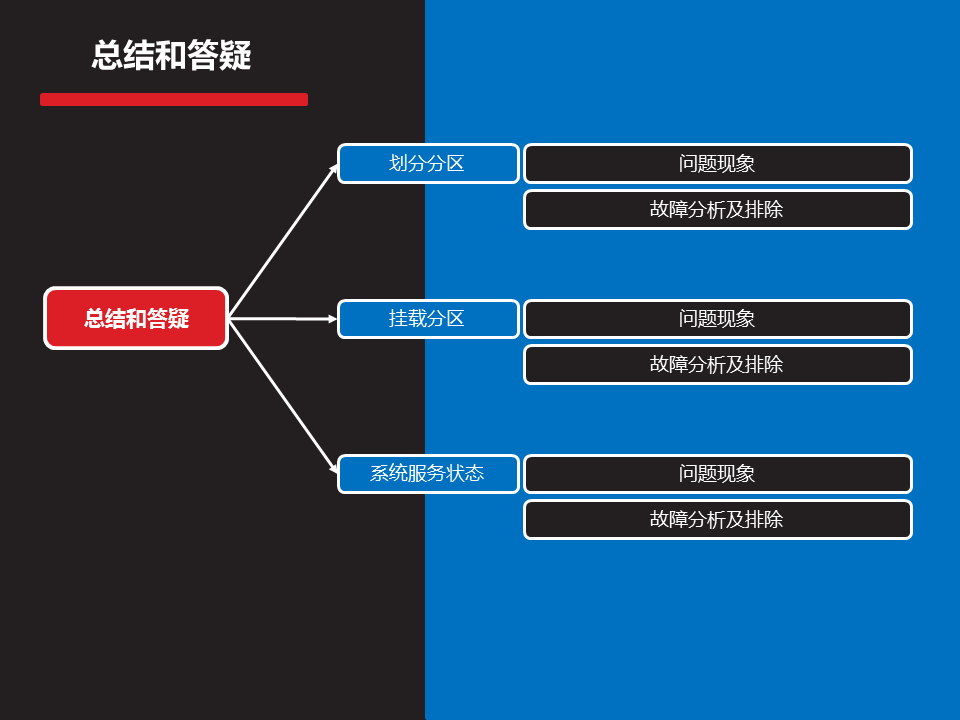 总结和答疑
划分分区
问题现象
故障分析及排除
总结和答疑
挂载分区
问题现象
故障分析及排除
系统服务状态
问题现象
故障分析及排除